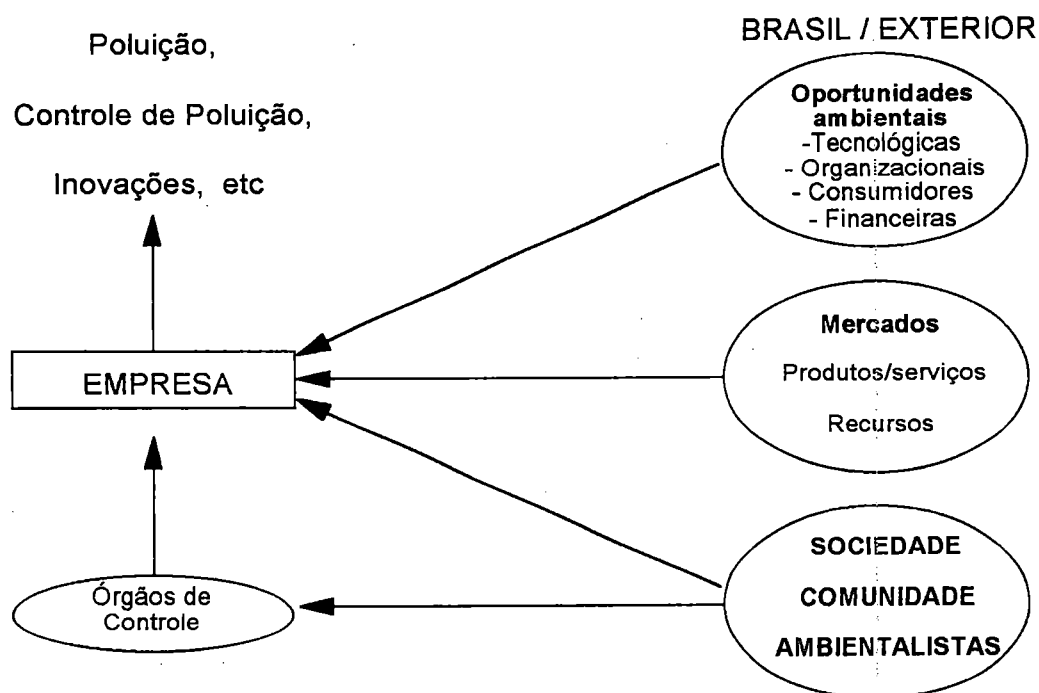 Poluição,
Controle de Poluição,
Inovações, etc
EMPRESA
Órgãos de
Controle
BRASIL / EXTERIOR
Oportunidades
ambientais
-Tecnológicas
- Organizacionais
- Consumidores
- Financeiras
Mercados
Produtos/serviços
Recursos
SOCIEDADE
COMUNIDADE
AMBIENTALISTAS